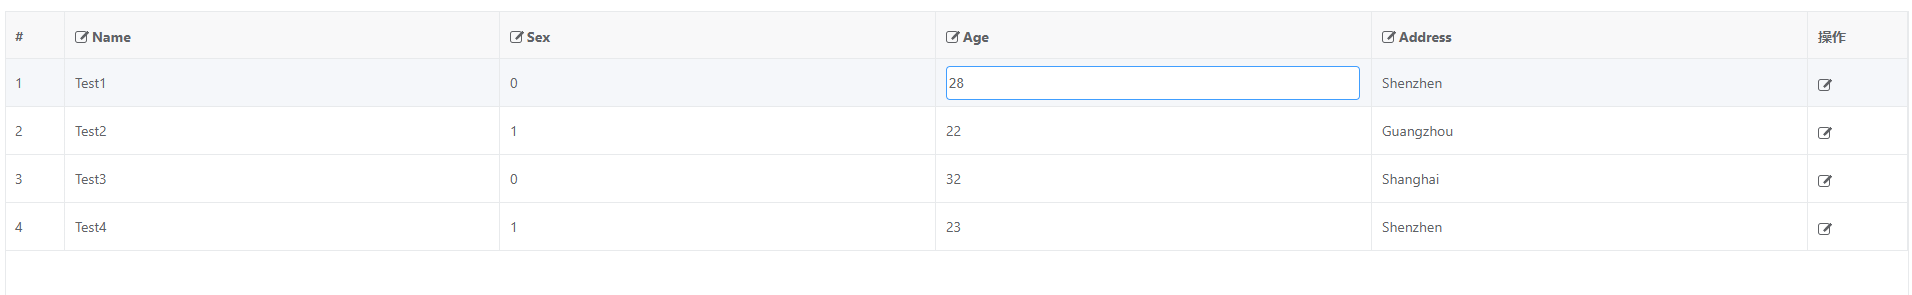 # Name Sex Age Address 操作
1 Test1 0 28 Shenzhen
2 Test2 1 22 Guangzhou
3 Test3 0 32 Shanghai
4 Test4 1 23 Shenzhen